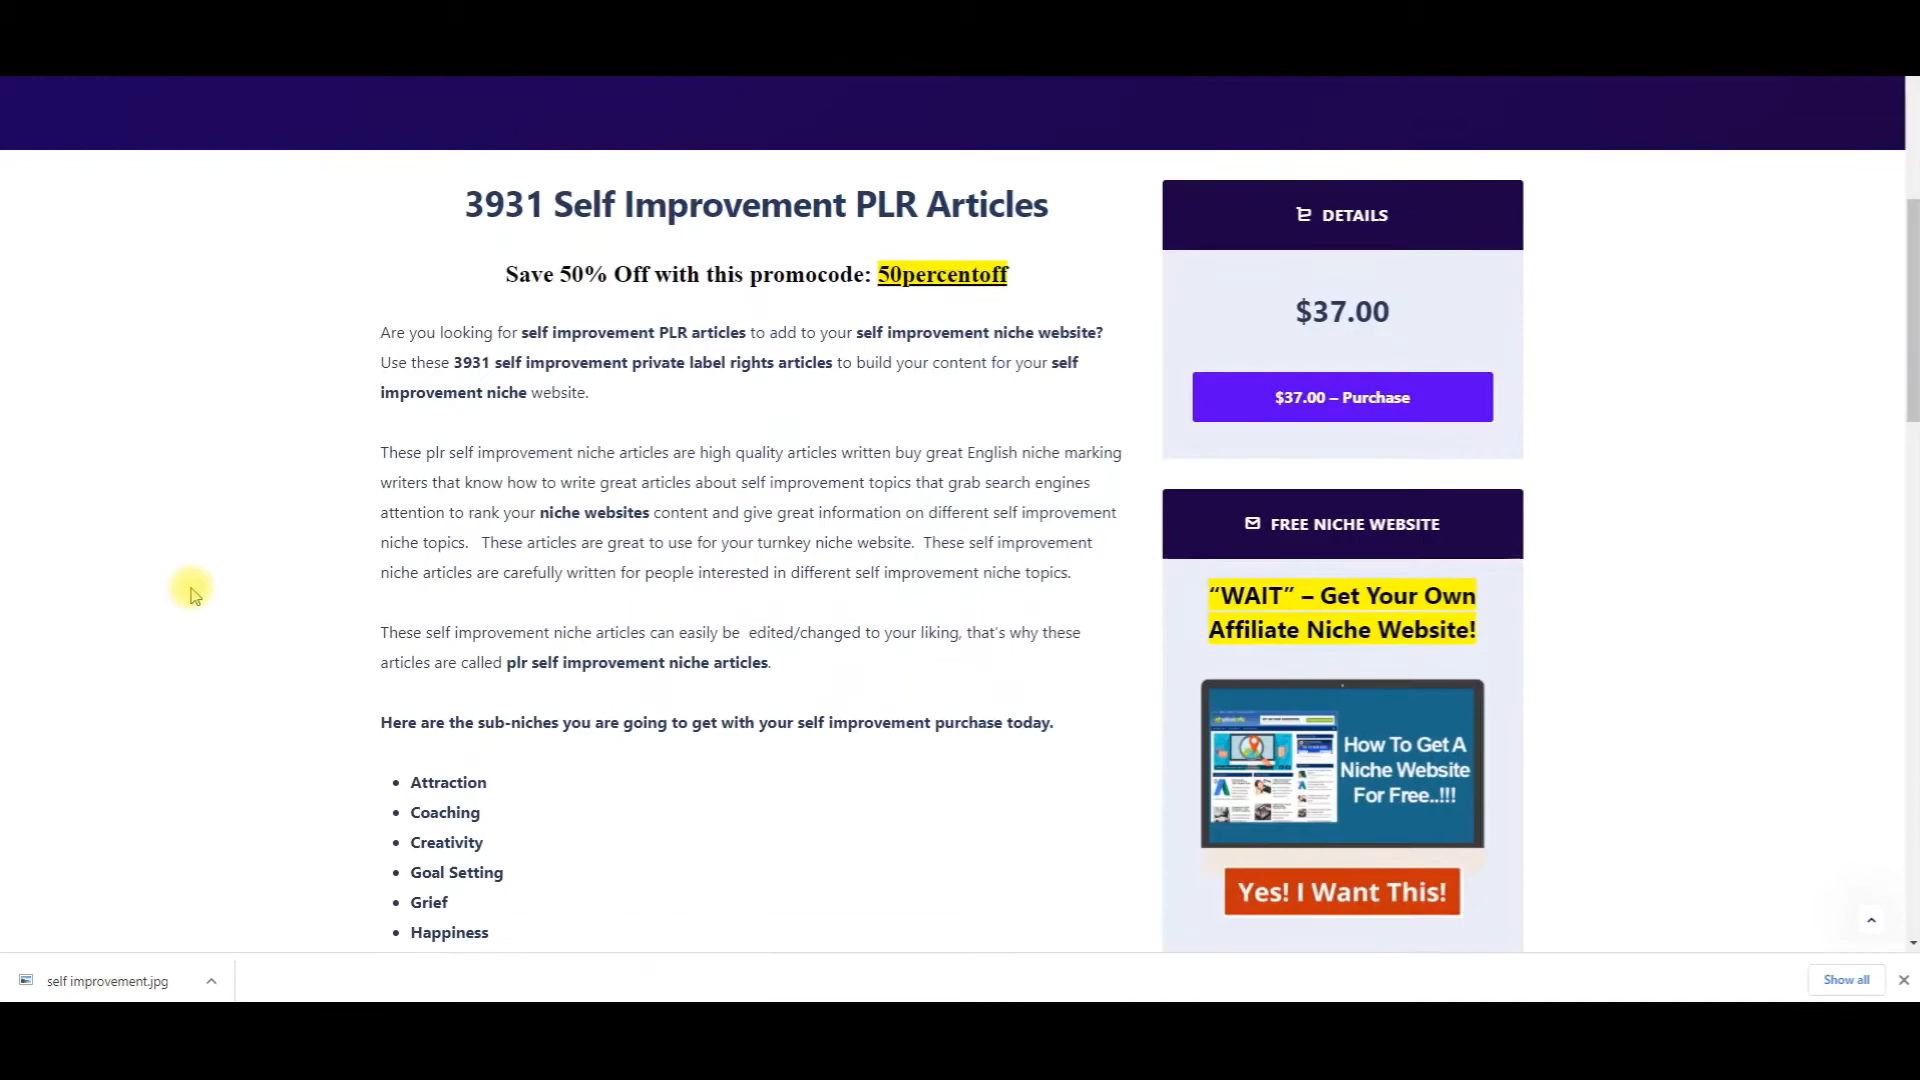 3931 Self Improvement PLR Articles
Save 50% Off with this promocode: 50percentoff
Are you looking for self improvement PLR articles to add to your self improvement niche website?
Use these 3931 self improvement private label rights articles to build your content for your self
improvement niche website.
These plr self improvement niche articles are high quality articles written buy great English niche marking
writers that know how to write great articles about self improvement topics that grab search engines
attention to rank your niche websites content and give great information on different self improvement
niche topics.   These articles are great to use for your turnkey niche website.  These self improvement
niche articles are carefully written for people interested in different self improvement niche topics.
These self improvement niche articles can easily be  edited/changed to your liking, that's why these
articles are called plr self improvement niche articles.
Here are the sub-niches you are going to get with your self improvement purchase today.
Attraction
Coaching
Creativity
Goal Setting
Grief
Happiness
DETAILS
$37.00
$37.00 – Purchase
FREE NICHE WEBSITE
“WAIT” – Get Your Own
Affiliate Niche Website!
How To Get A
Niche Website
For Free..!!!
Yes! I Want This!
self improvement.jpg
Show all